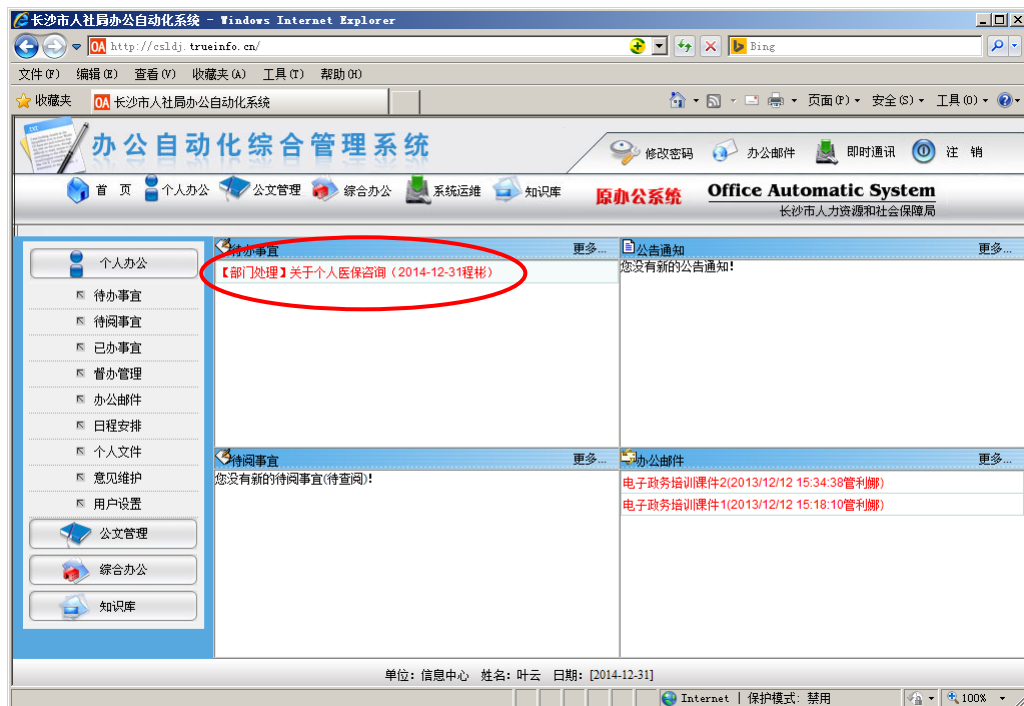 长沙市人社局办公自动化系统 - Windows Internet Explorer
http://csldj.trueinfo.cn/
Bing
文件(F) 编辑(E) 查看(V) 收藏夹(A) 工具(T) 帮助(H)
收藏夹 OA 长沙市人社局办公自动化系统 页面(P) 安全(S) 工具(O)
办公自动化综合管理系统
修改密码 办公邮件 即时通讯 注 销
首 页 个人办公 公文管理 综合办公 系统运维 知识库 原办公系统
Office Automatic System
长沙市人力资源和社会保障局
个人办公
待办事宜
待阅事宜
已办事宜
督办管理
办公邮件
日程安排
个人文件
意见维护
用户设置
公文管理
综合办公
知识库
待办事宜 更多...
【部门处理】关于个人医保咨询(2014-12-31程彬)
公告通知 更多...
您没有新的公告通知!
待阅事宜 更多...
您没有新的待阅事宜(待查阅)!
办公邮件 更多...
电子政务培训课件2(2013/12/12 15:34:38管利娜)
电子政务培训课件1(2013/12/12 15:18:10管利娜)
单位: 信息中心 姓名: 叶云 日期: [2014-12-31]
Internet | 保护模式: 禁用 100%